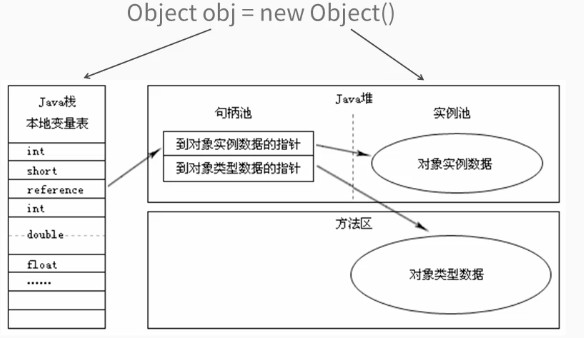 Object obj = new Object()
Java栈
本地变量表
int
short
reference
int
double
float
……
Java堆
句柄池
实例池
到对象实例数据的指针
到对象类型数据的指针
对象实例数据
方法区
对象类型数据